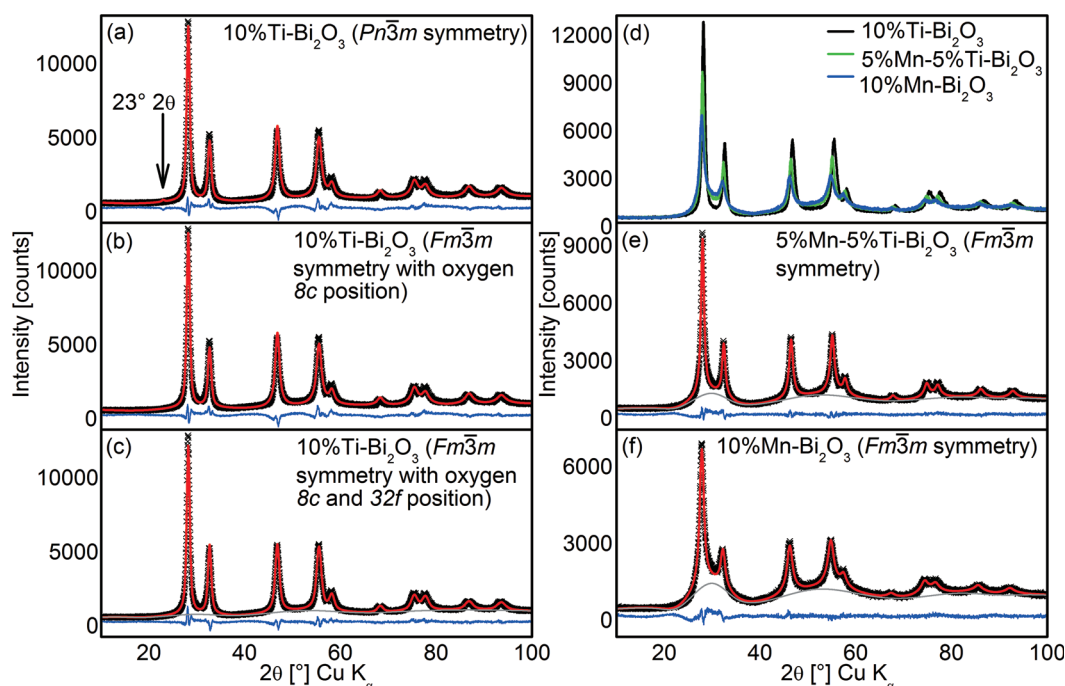 (a)
10%Ti-Bi₂O₃ (Pn3̅m symmetry)
23° 2θ
10000
5000
0
(b)
10%Ti-Bi₂O₃ (Fm3̅m
symmetry with oxygen
8c position)
10000
5000
0
(c)
10%Ti-Bi₂O₃ (Fm3̅m
symmetry with oxygen
8c and 32f position)
10000
5000
0
Intensity [counts]
20 40 60 80 100
2θ [°] Cu Kα
(d)
10%Ti-Bi₂O₃
5%Mn-5%Ti-Bi₂O₃
10%Mn-Bi₂O₃
12000
9000
6000
3000
0
(e)
5%Mn-5%Ti-Bi₂O₃ (Fm3̅m
symmetry)
9000
6000
3000
0
(f)
10%Mn-Bi₂O₃ (Fm3̅m symmetry)
6000
3000
0
Intensity [counts]
20 40 60 80 100
2θ [°] Cu Kα